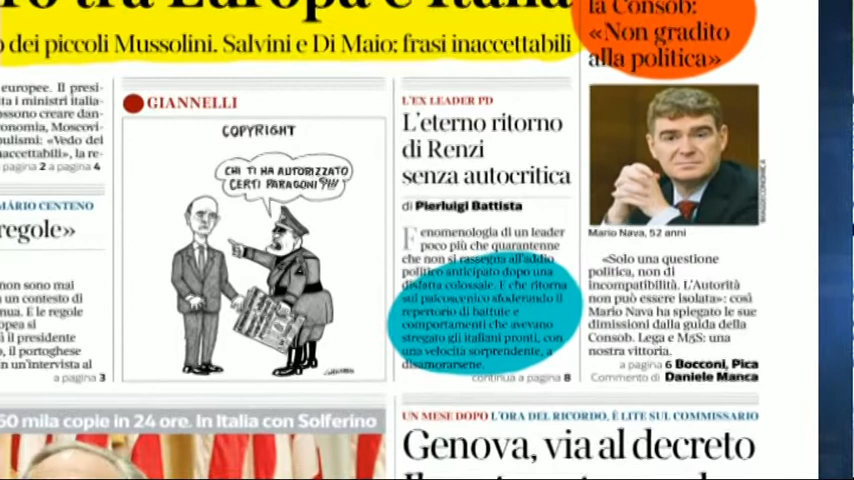 tra Europa e Italia
dei piccoli Mussolini. Salvini e Di Maio: frasi inaccettabili
la Consob:
«Non gradito
alla politica»
europee. Il presi-
i ministri italia-
creare dan-
Moscovi-
«Vedo dei
la re-
a pagina 2 a pagina 4
MÁRIO CENTENO
regole»
non sono mai
un contesto di
E le regole
si
il presidente
il portoghese
un'intervista al
a pagina 3
GIANNELLI
COPYRIGHT
CHI TI HA AUTORIZZATO
CERTI PARAGONI?!!!
L'EX LEADER PD
L'eterno ritorno
di Renzi
senza autocritica
di Pierluigi Battista
Fenomenologia di un leader
poco più che quarantenne
che non si rassegna all'addio
politico anticipato dopo una
disfatta colossale. E che ritorna
sul palcoscenico sfoderando il
repertorio di battute e
comportamenti che avevano
stregato gli italiani pronti, con
una velocità sorprendente, a
disamorarsene.
continua a pagina 8
IMAGOECONOMICA
Mario Nava, 52 anni
«Solo una questione
politica, non di
incompatibilità. L'Autorità
non può essere isolata»: così
Mario Nava ha spiegato le sue
dimissioni dalla guida della
Consob. Lega e M5S: una
nostra vittoria.
a pagina 6 Bocconi, Pica
Commento di Daniele Manca
mila copie in 24 ore. In Italia con Solferino
UN MESE DOPO L'ORA DEL RICORDO, È LITE SUL COMMISSARIO
Genova, via al decreto